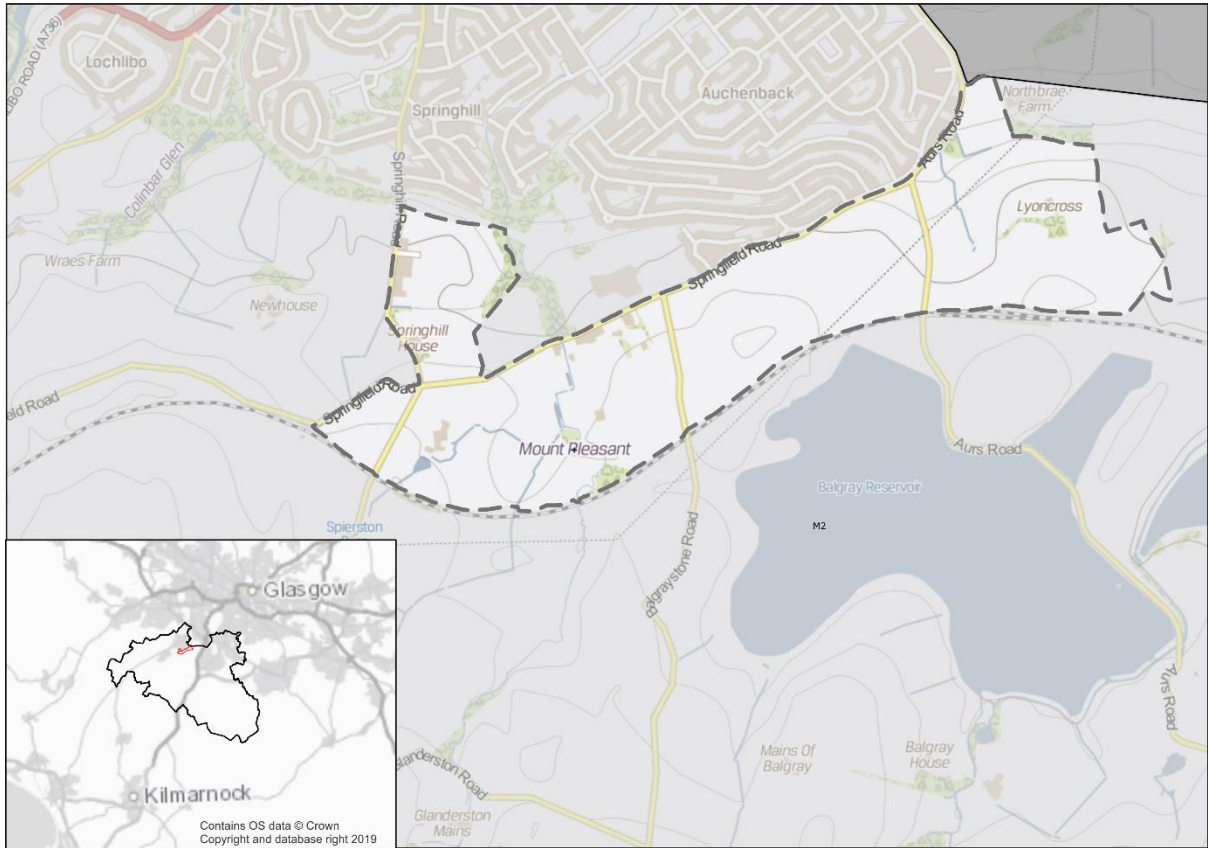 LIBO ROAD (A736)
Lochlibo
Springhill
Auchenback
Northbrae
Farm
Aurs Road
Colinbar Glen
Springhill Road
Road
Lyoncross
Wraes Farm
Newhouse
Springfield Road
Springhill
House
Springfield Road
eld Road
Mount Pleasant
Aurs Road
Balgray Reservoir
M2
Spierston
Balgraystone Road
Aurs Road
Glanderston Road
Mains Of
Balgray
Balgray
House
Glanderston
Mains
Glasgow
Kilmarnock
Contains OS data © Crown
Copyright and database right 2019